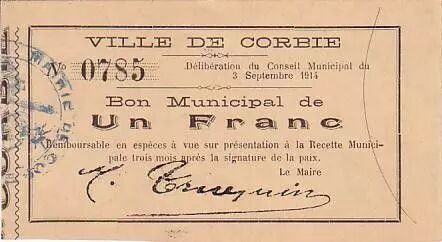 VILLE DE CORBIE
No 0785
Délibération du Conseil Municipal du
3 Septembre 1914
Bon Municipal de
Un Franc
Remboursable en espèces à vue sur présentation à la Recette Munici-
pale trois mois après la signature de la paix.
Le Maire